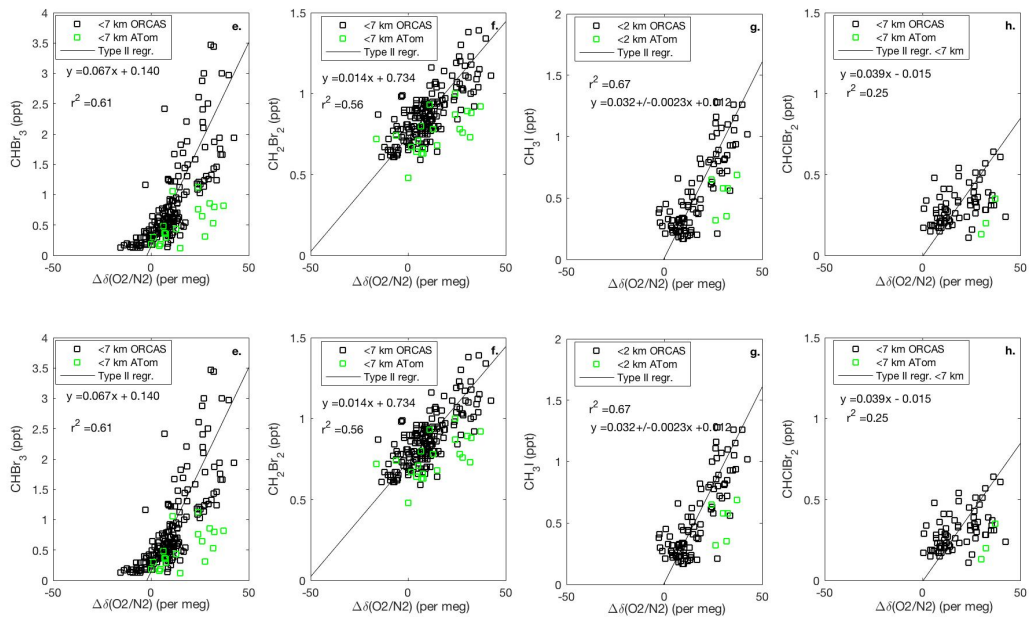 <7 km ORCAS
<7 km ATom
Type II regr.
e.
y =0.067x + 0.140
r2 =0.61
4
3.5
3
2.5
2
1.5
1
0.5
0
CHBr3 (ppt)
-50
0
50
Δδ(O2/N2) (per meg)
<7 km ORCAS
<7 km ATom
Type II regr.
f.
y =0.014x + 0.734
r2 =0.56
1.5
1
0.5
0
CH2Br2 (ppt)
-50
0
50
Δδ(O2/N2) (per meg)
<2 km ORCAS
<2 km ATom
Type II regr.
g.
r2 =0.67
y =0.032+/-0.0023x +0.012
2
1.5
1
0.5
0
CH3I (ppt)
-50
0
50
Δδ(O2/N2) (per meg)
<7 km ORCAS
<7 km ATom
Type II regr. <7 km
h.
y =0.039x - 0.015
r2 =0.25
1.5
1
0.5
0
CHClBr2 (ppt)
-50
0
50
Δδ(O2/N2) (per meg)
<7 km ORCAS
<7 km ATom
Type II regr.
e.
y =0.067x + 0.140
r2 =0.61
4
3.5
3
2.5
2
1.5
1
0.5
0
CHBr3 (ppt)
-50
0
50
Δδ(O2/N2) (per meg)
<7 km ORCAS
<7 km ATom
Type II regr.
f.
y =0.014x + 0.734
r2 =0.56
1.5
1
0.5
0
CH2Br2 (ppt)
-50
0
50
Δδ(O2/N2) (per meg)
<2 km ORCAS
<2 km ATom
Type II regr.
g.
r2 =0.67
y =0.032+/-0.0023x +0.012
2
1.5
1
0.5
0
CH3I (ppt)
-50
0
50
Δδ(O2/N2) (per meg)
<7 km ORCAS
<7 km ATom
Type II regr. <7 km
h.
y =0.039x - 0.015
r2 =0.25
1.5
1
0.5
0
CHClBr2 (ppt)
-50
0
50
Δδ(O2/N2) (per meg)